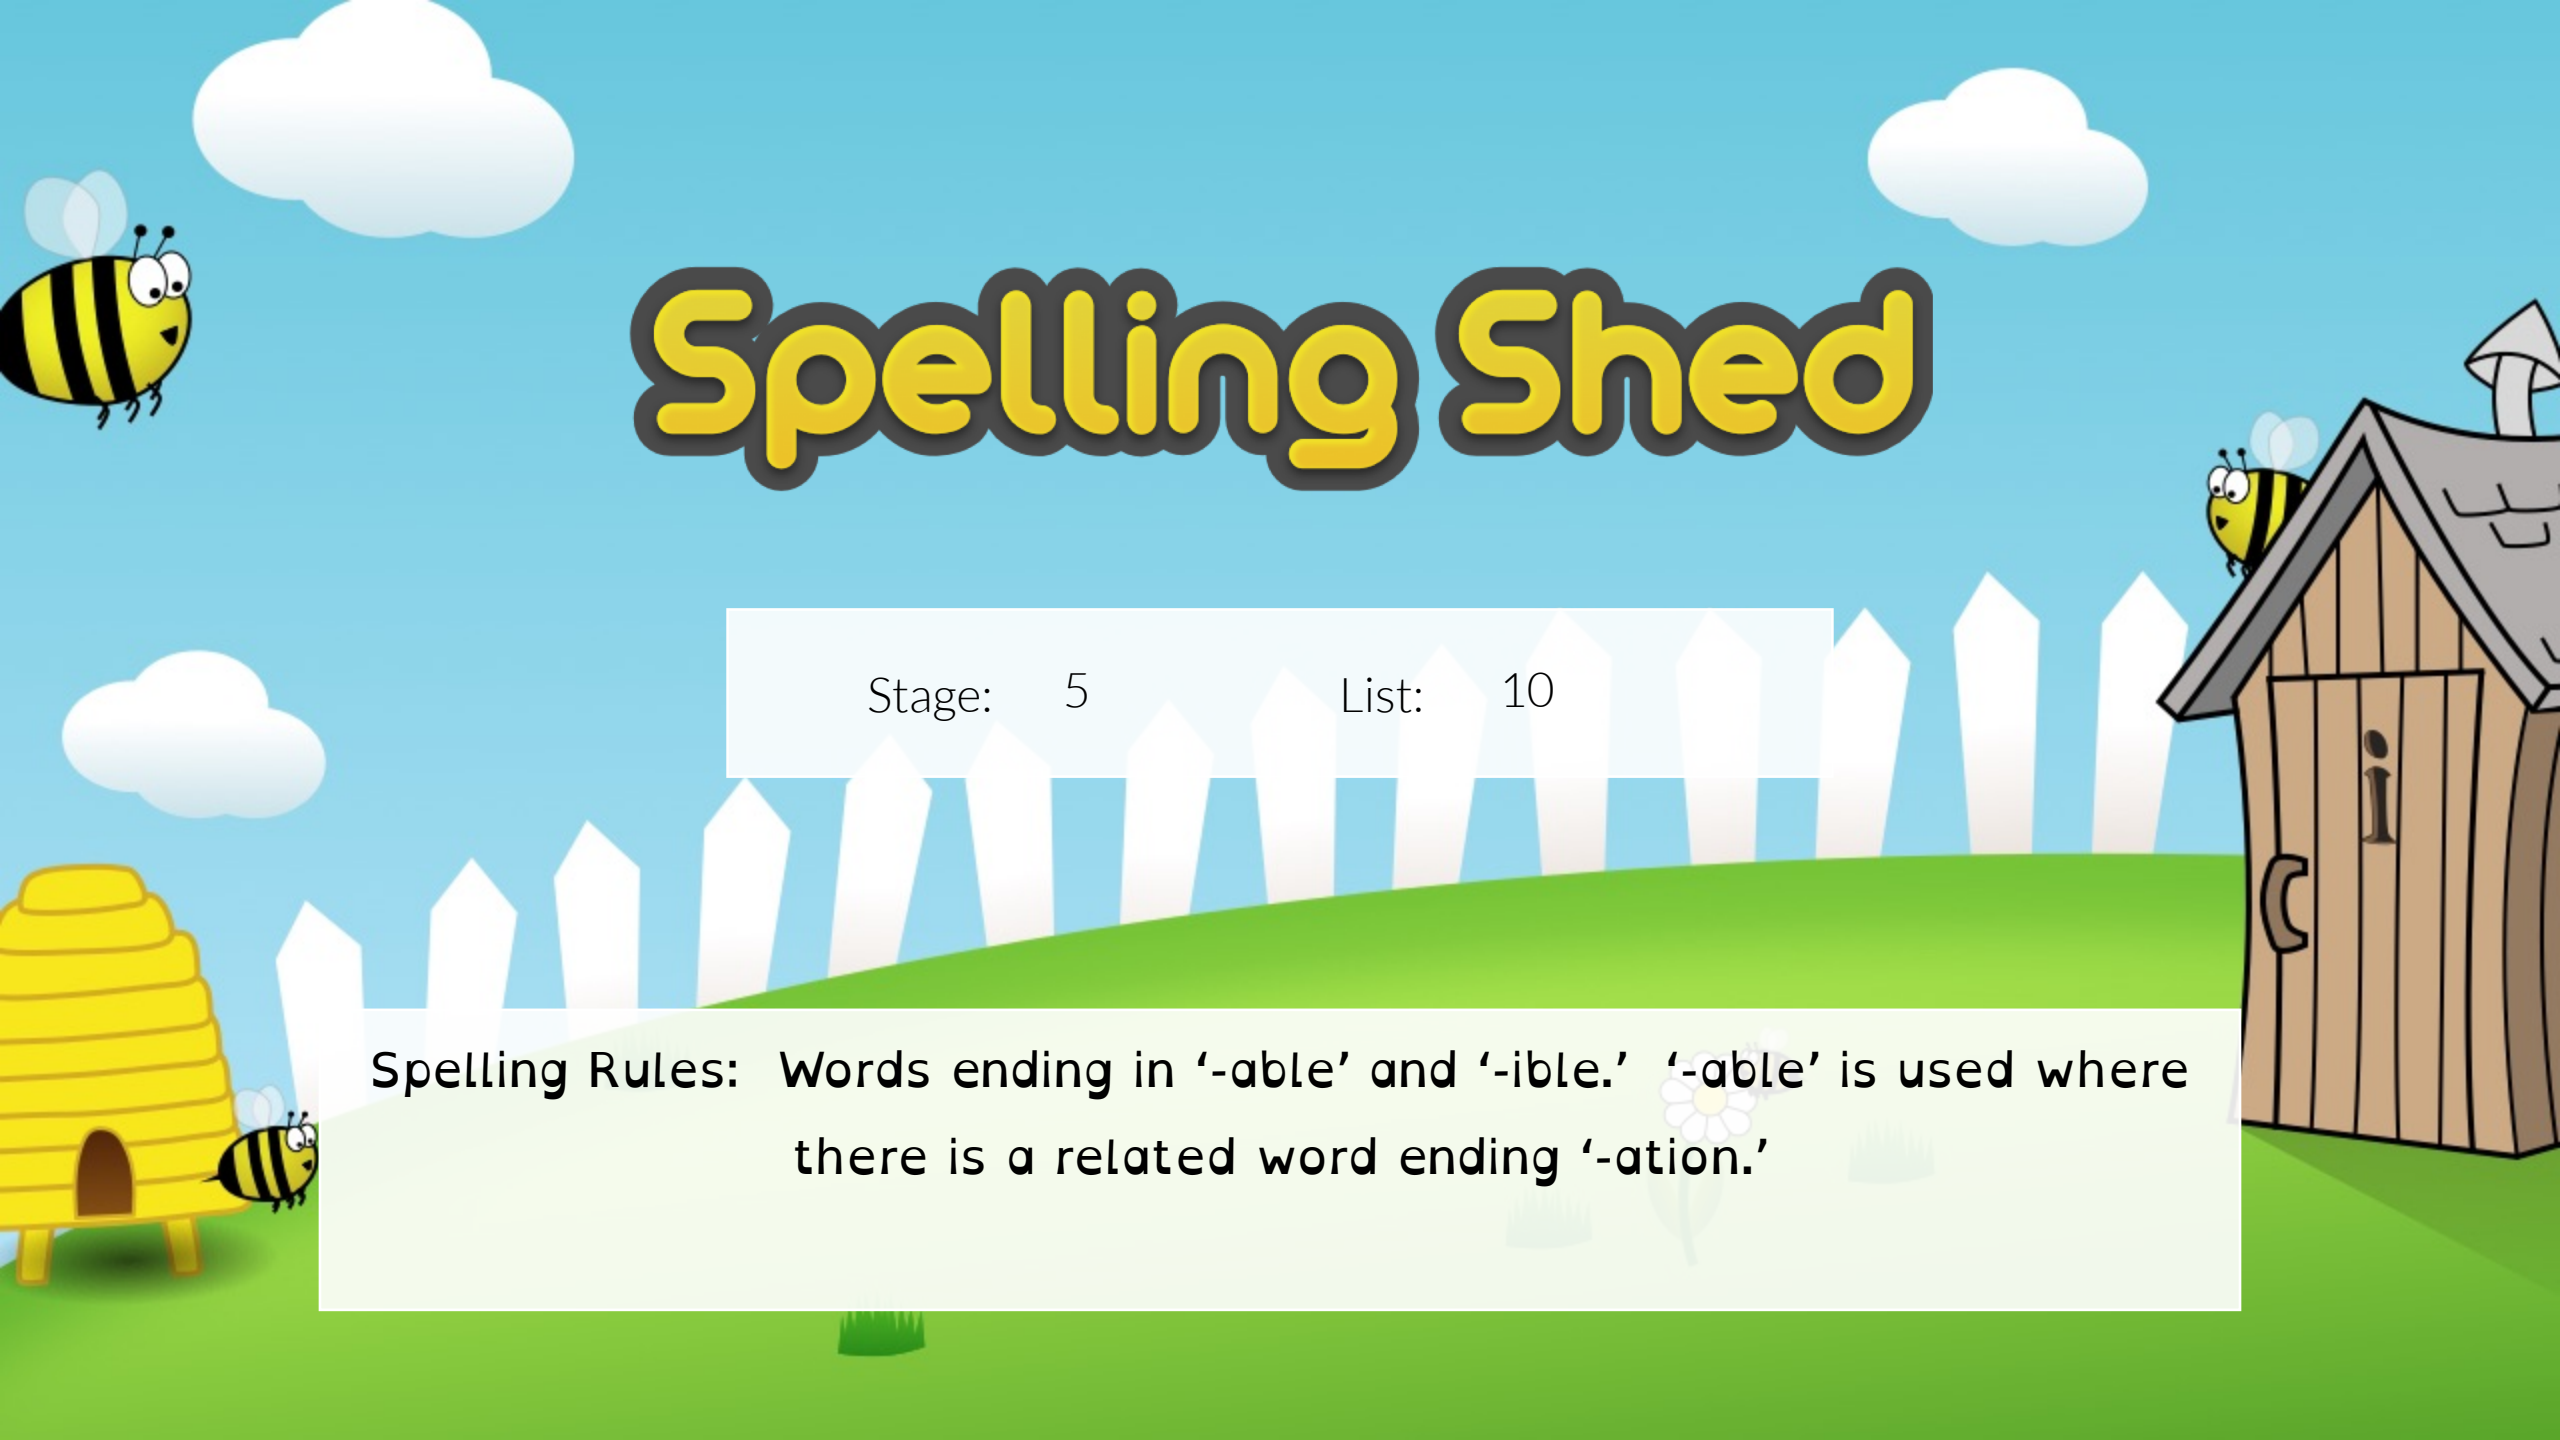 Spelling Shed
Stage: 5 List: 10
Spelling Rules: Words ending in ‘-able’ and ‘-ible.’ ‘-able’ is used where
there is a related word ending ‘-ation.’
i